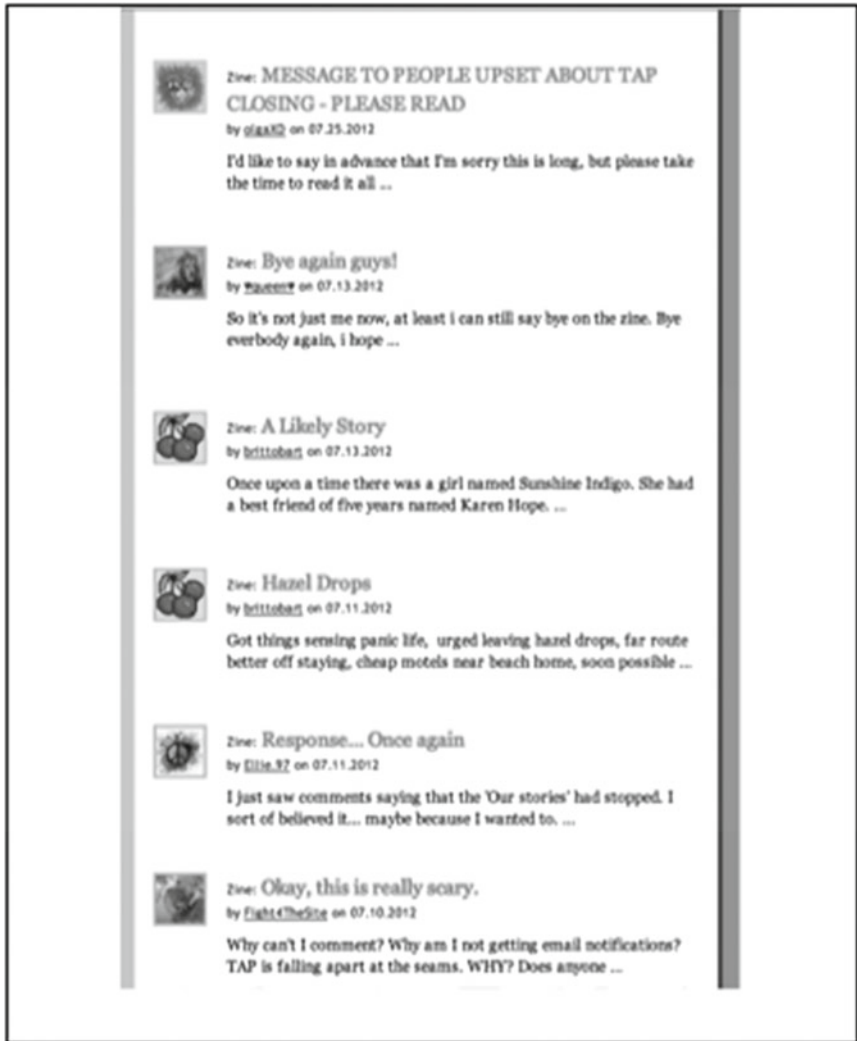 Zine: MESSAGE TO PEOPLE UPSET ABOUT TAP
CLOSING - PLEASE READ
by olgaXD on 07.25.2012
I'd like to say in advance that I'm sorry this is long, but please take
the time to read it all ...
Zine: Bye again guys!
by ♥queen♥ on 07.13.2012
So it's not just me now, at least i can still say bye on the zine. Bye
everbody again, i hope ...
Zine: A Likely Story
by brittobart on 07.13.2012
Once upon a time there was a girl named Sunshine Indigo. She had
a best friend of five years named Karen Hope. ...
Zine: Hazel Drops
by brittobart on 07.11.2012
Got things sensing panic life, urged leaving hazel drops, far route
better off staying, cheap motels near beach home, soon possible ...
Zine: Response... Once again
by Ellie.97 on 07.11.2012
I just saw comments saying that the 'Our stories' had stopped. I
sort of believed it... maybe because I wanted to. ...
Zine: Okay, this is really scary.
by Fight4TheSite on 07.10.2012
Why can't I comment? Why am I not getting email notifications?
TAP is falling apart at the seams. WHY? Does anyone ...